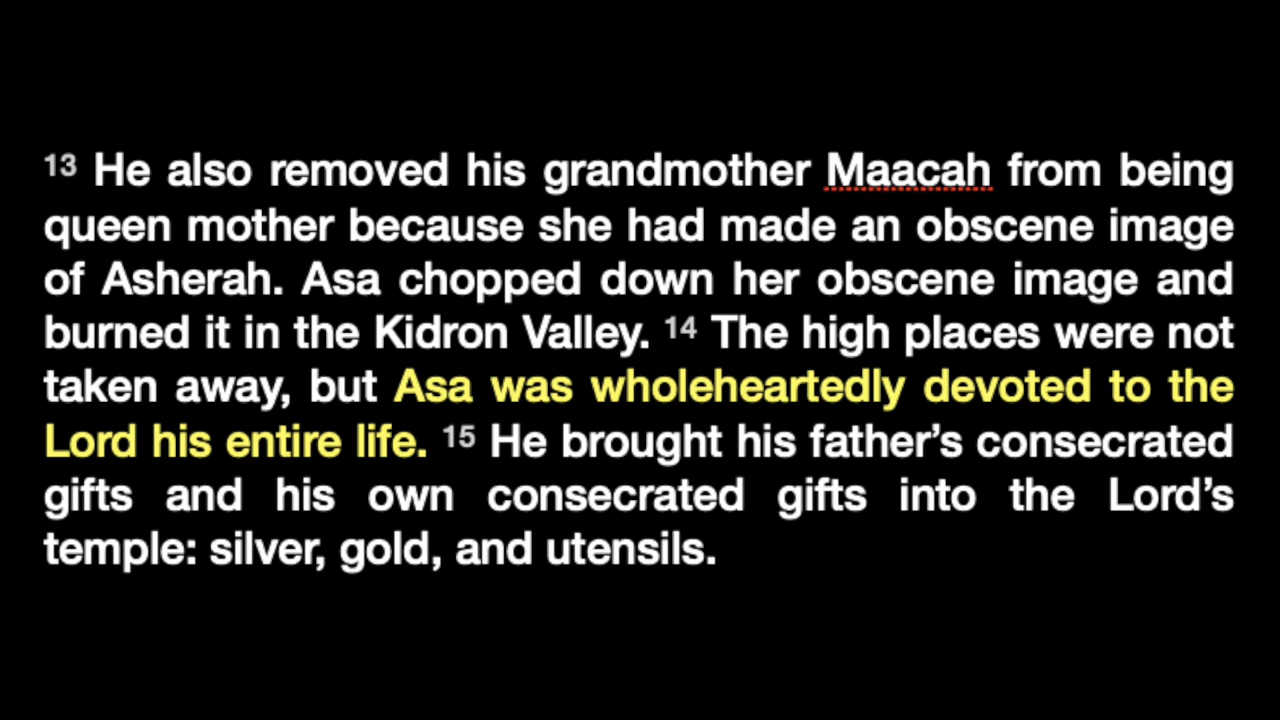 13 He also removed his grandmother Maacah from being
queen mother because she had made an obscene image
of Asherah. Asa chopped down her obscene image and
burned it in the Kidron Valley. 14 The high places were not
taken away, but Asa was wholeheartedly devoted to the
Lord his entire life. 15 He brought his father’s consecrated
gifts and his own consecrated gifts into the Lord’s
temple: silver, gold, and utensils.